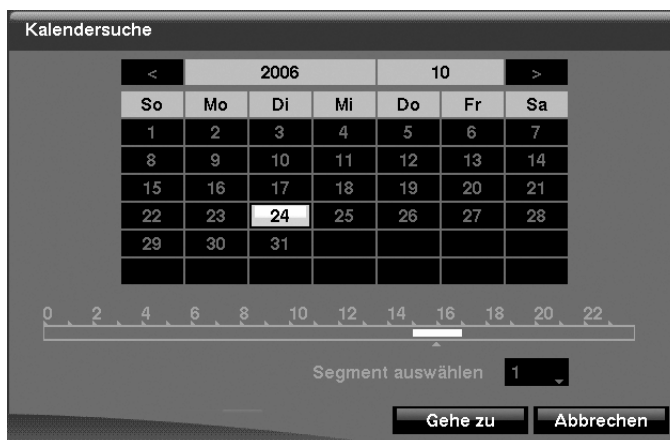 Kalendersuche
< 2006 10 >
So Mo Di Mi Do Fr Sa
1 2 3 4 5 6 7
8 9 10 11 12 13 14
15 16 17 18 19 20 21
22 23 24 25 26 27 28
29 30 31
0 2 4 6 8 10 12 14 16 18 20 22
Segment auswählen 1
Gehe zu Abbrechen